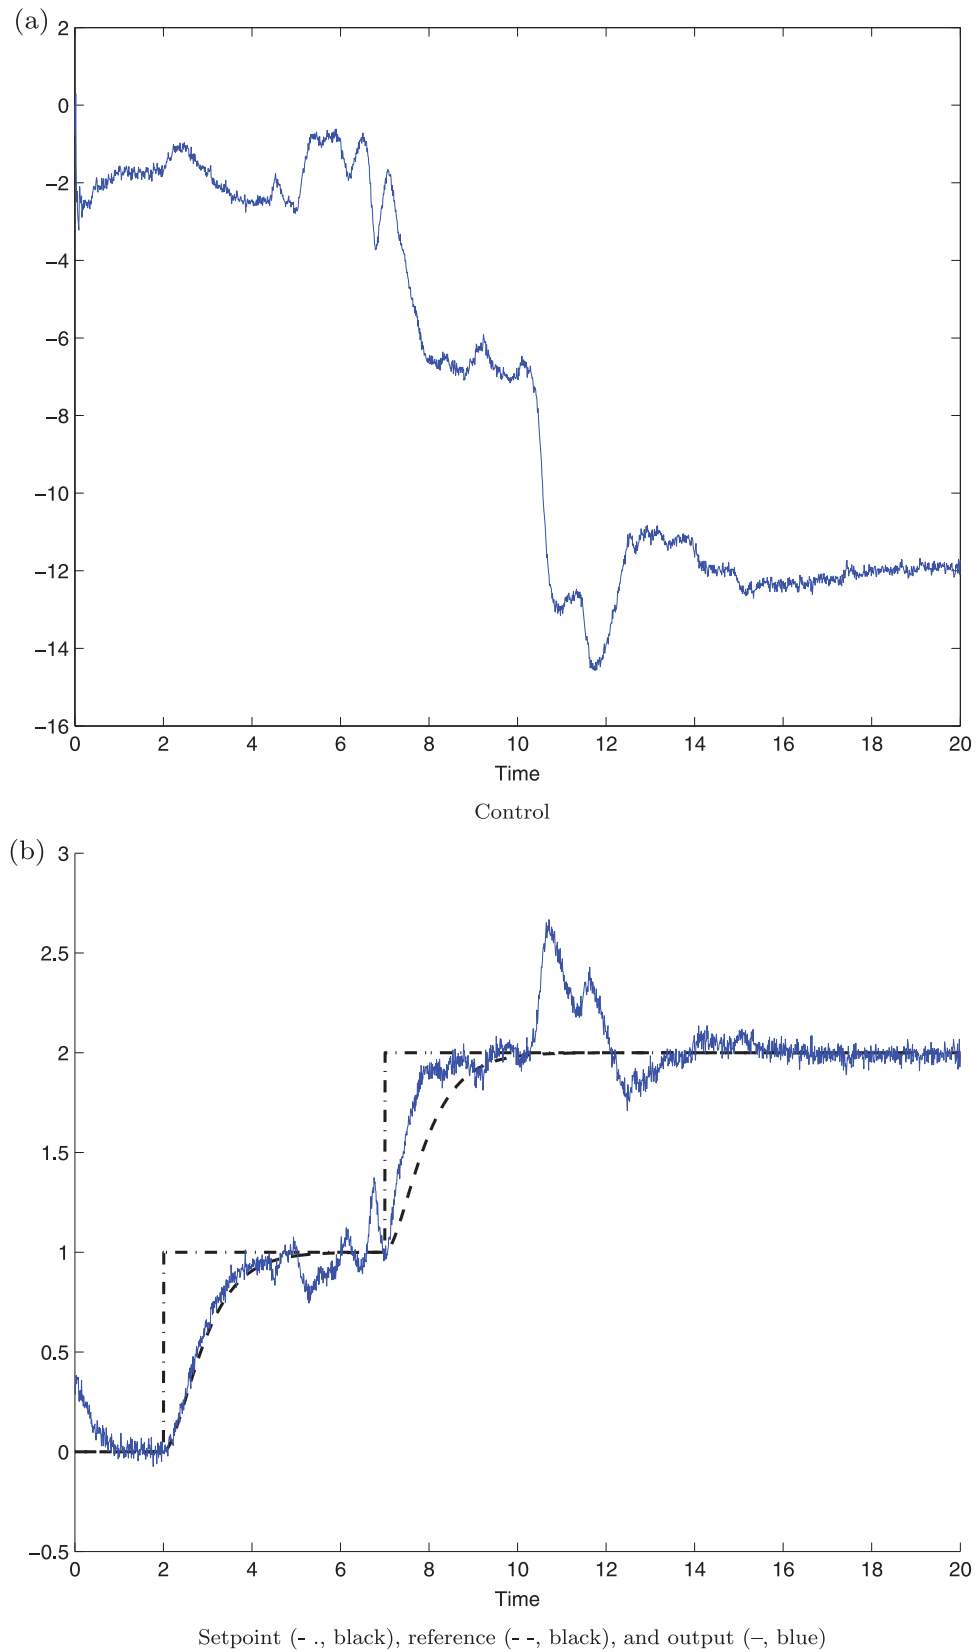 (a)
2
0
−2
−4
−6
−8
−10
−12
−14
−16
0 2 4 6 8 10 12 14 16 18 20
Time
Control
(b)
3
2.5
2
1.5
1
0.5
0
−0.5
0 2 4 6 8 10 12 14 16 18 20
Time
Setpoint (- ., black), reference (- -, black), and output (–, blue)